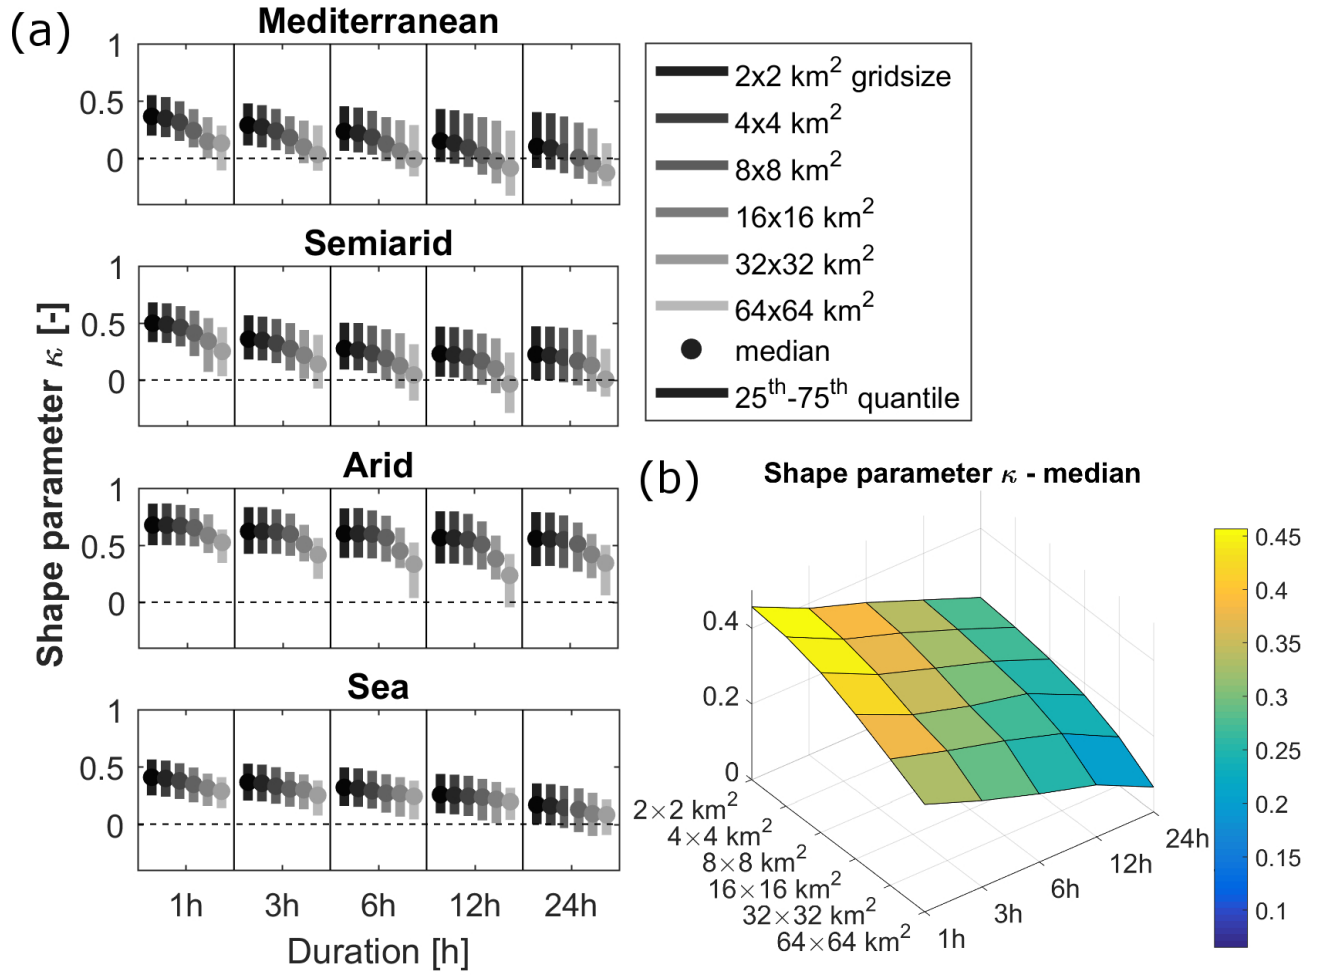 (a)
Mediterranean
1
0.5
0
Semiarid
1
0.5
0
Arid
1
0.5
0
Sea
1
0.5
0
Shape parameter κ [-]
1h 3h 6h 12h 24h
Duration [h]
2x2 km² gridsize
4x4 km²
8x8 km²
16x16 km²
32x32 km²
64x64 km²
median
25th-75th quantile
(b)
Shape parameter κ - median
0.4
0.2
0
2×2 km²
4×4 km²
8×8 km²
16×16 km²
32×32 km²
64×64 km²
1h
3h
6h
12h
24h
0.45
0.4
0.35
0.3
0.25
0.2
0.15
0.1